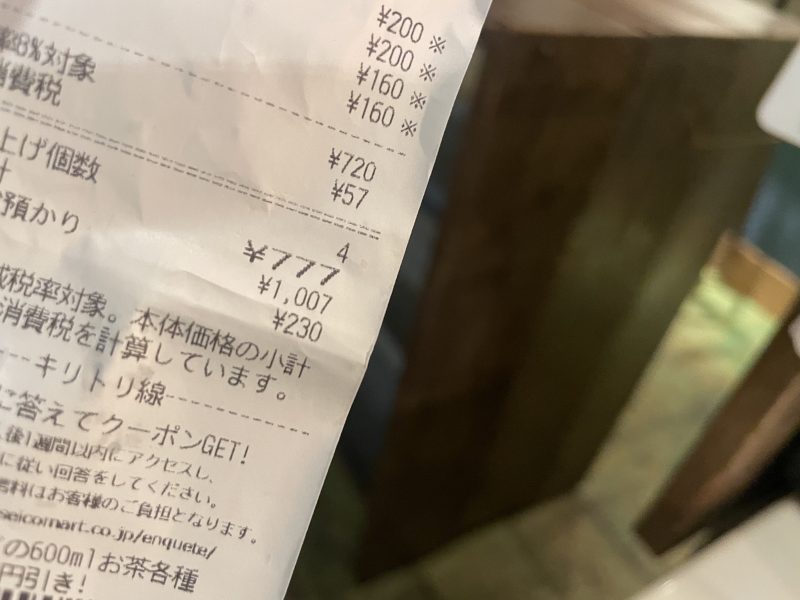 ¥200※
¥200※
¥160※
¥160※
率8%対象 ¥720
消費税 ¥57
上げ個数 4
計 ¥777
預かり ¥1,007
¥230
税率対象。本体価格の小計
消費税を計算しています。
---キリトリ線---
に答えてクーポンGET!
後1週間以内にアクセスし、
に従い回答をしてください。
料はお客様のご負担となります。
seicomart.co.jp/enquete/
の600mlお茶各種
円引き!